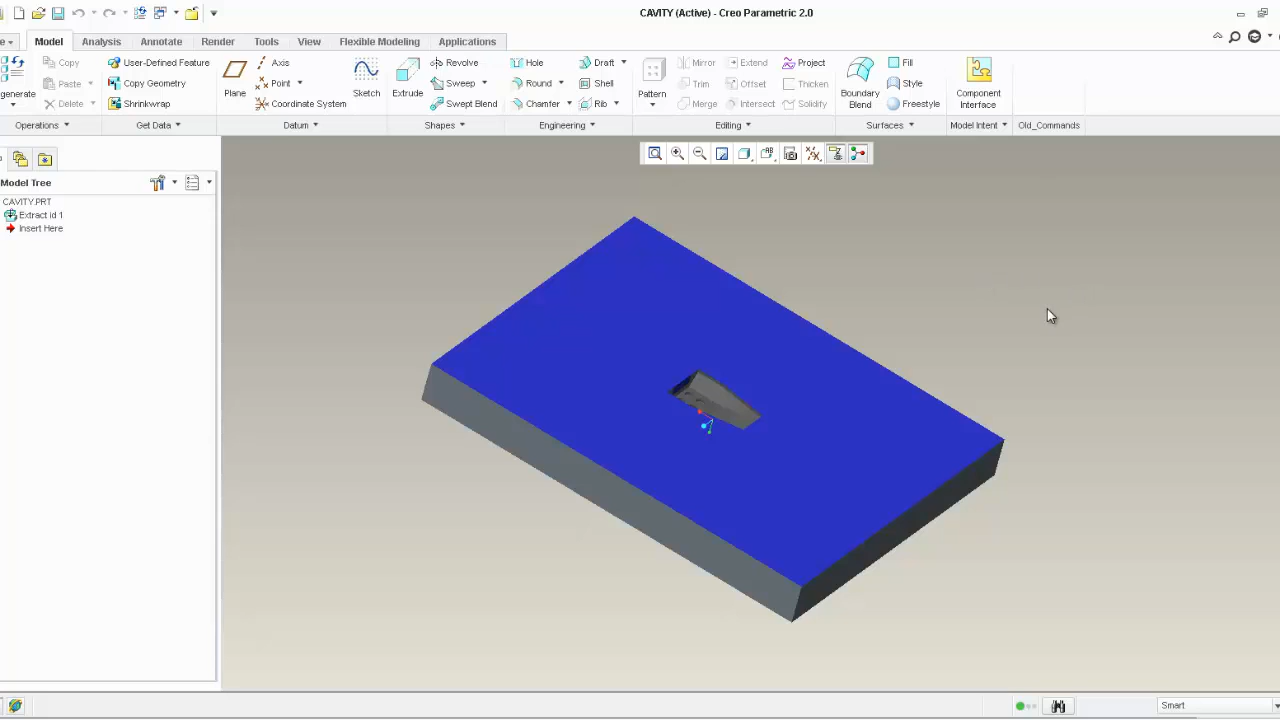 CAVITY (Active) - Creo Parametric 2.0
Model Analysis Annotate Render Tools View Flexible Modeling Applications
Copy User-Defined Feature Axis Revolve Hole Draft Mirror Extend Project Fill
generate Paste Copy Geometry Plane Point Sketch Extrude Sweep Round Shell Pattern Trim Offset Thicken Boundary Blend Style Component Interface
Delete Shrinkwrap Coordinate System Swept Blend Chamfer Rib Merge Intersect Solidify Freestyle
Operations Get Data Datum Shapes Engineering Editing Surfaces Model Intent Old_Commands
Model Tree
CAVITY.PRT
Extract id 1
Insert Here
Smart